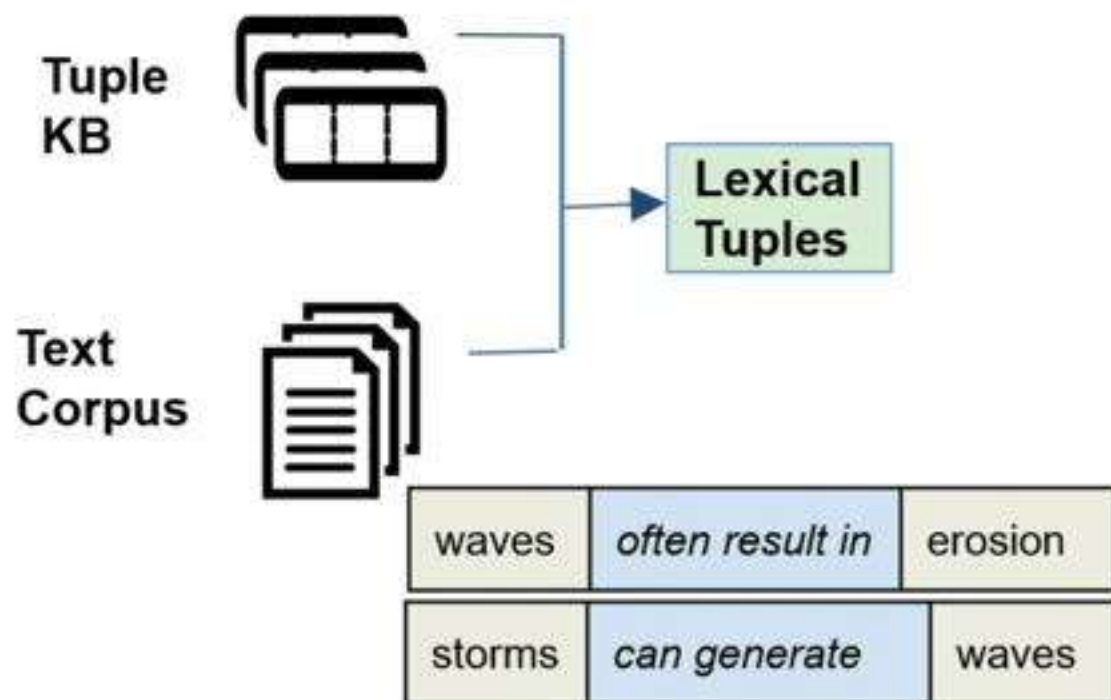 Tuple
KB
Lexical
Tuples
Text
Corpus
waves often result in erosion
storms can generate waves